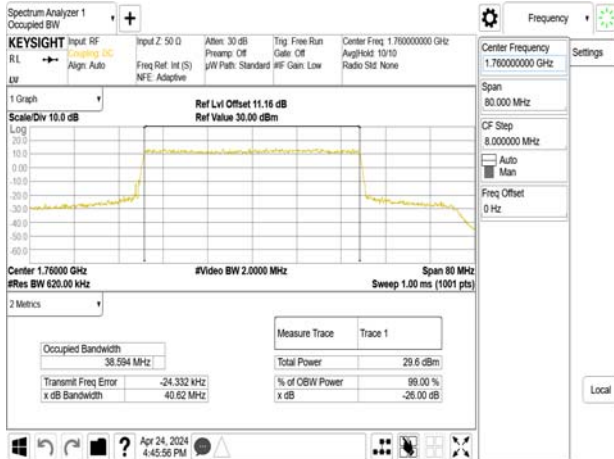 Spectrum Analyzer 1
Occupied BW
+
Frequency
KEYSIGHT Input: RF
Coupling: DC
Align: Auto
RL
LXI
Input Z: 50 Ω
Freq Ref: Int (S)
NFE: Adaptive
Atten: 30 dB
Preamp: Off
µW Path: Standard
Trig: Free Run
Gate: Off
#IF Gain: Low
Center Freq: 1.760000000 GHz
Avg|Hold: 10/10
Radio Std: None
Center Frequency
1.760000000 GHz
Settings
Span
80.000 MHz
CF Step
8.000000 MHz
Auto
Man
Freq Offset
0 Hz
Local
1 Graph
Scale/Div 10.0 dB
Ref Lvl Offset 11.16 dB
Ref Value 30.00 dBm
Log
20.0
10.0
0.00
-10.0
-20.0
-30.0
-40.0
-50.0
-60.0
Center 1.76000 GHz
#Res BW 620.00 kHz
#Video BW 2.0000 MHz
Span 80 MHz
Sweep 1.00 ms (1001 pts)
2 Metrics
Measure Trace Trace 1
Occupied Bandwidth
38.594 MHz
Total Power 29.6 dBm
Transmit Freq Error -24.332 kHz
% of OBW Power 99.00 %
x dB Bandwidth 40.62 MHz
x dB -26.00 dB
?
Apr 24, 2024
4:45:56 PM